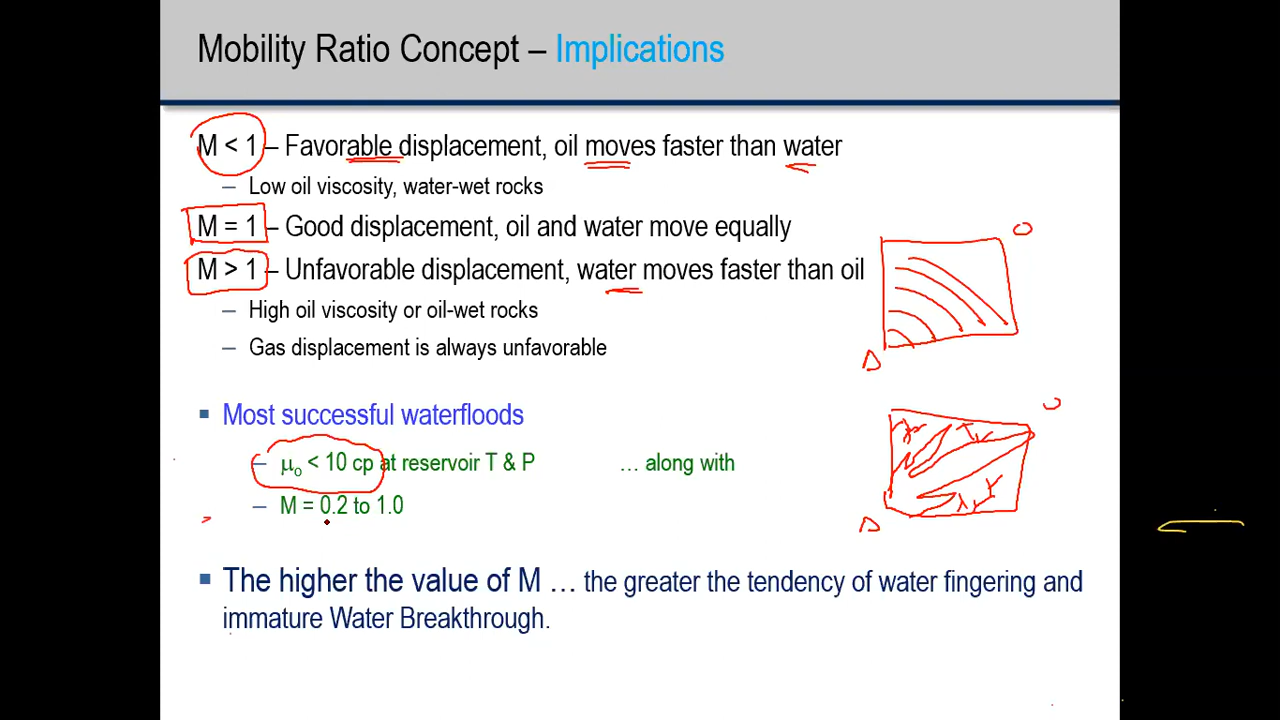 Mobility Ratio Concept – Implications
M < 1 – Favorable displacement, oil moves faster than water
– Low oil viscosity, water-wet rocks
M = 1 – Good displacement, oil and water move equally
M > 1 – Unfavorable displacement, water moves faster than oil
– High oil viscosity or oil-wet rocks
– Gas displacement is always unfavorable
▪ Most successful waterfloods
– μo < 10 cp at reservoir T & P … along with
– M = 0.2 to 1.0
▪ The higher the value of M … the greater the tendency of water fingering and
immature Water Breakthrough.